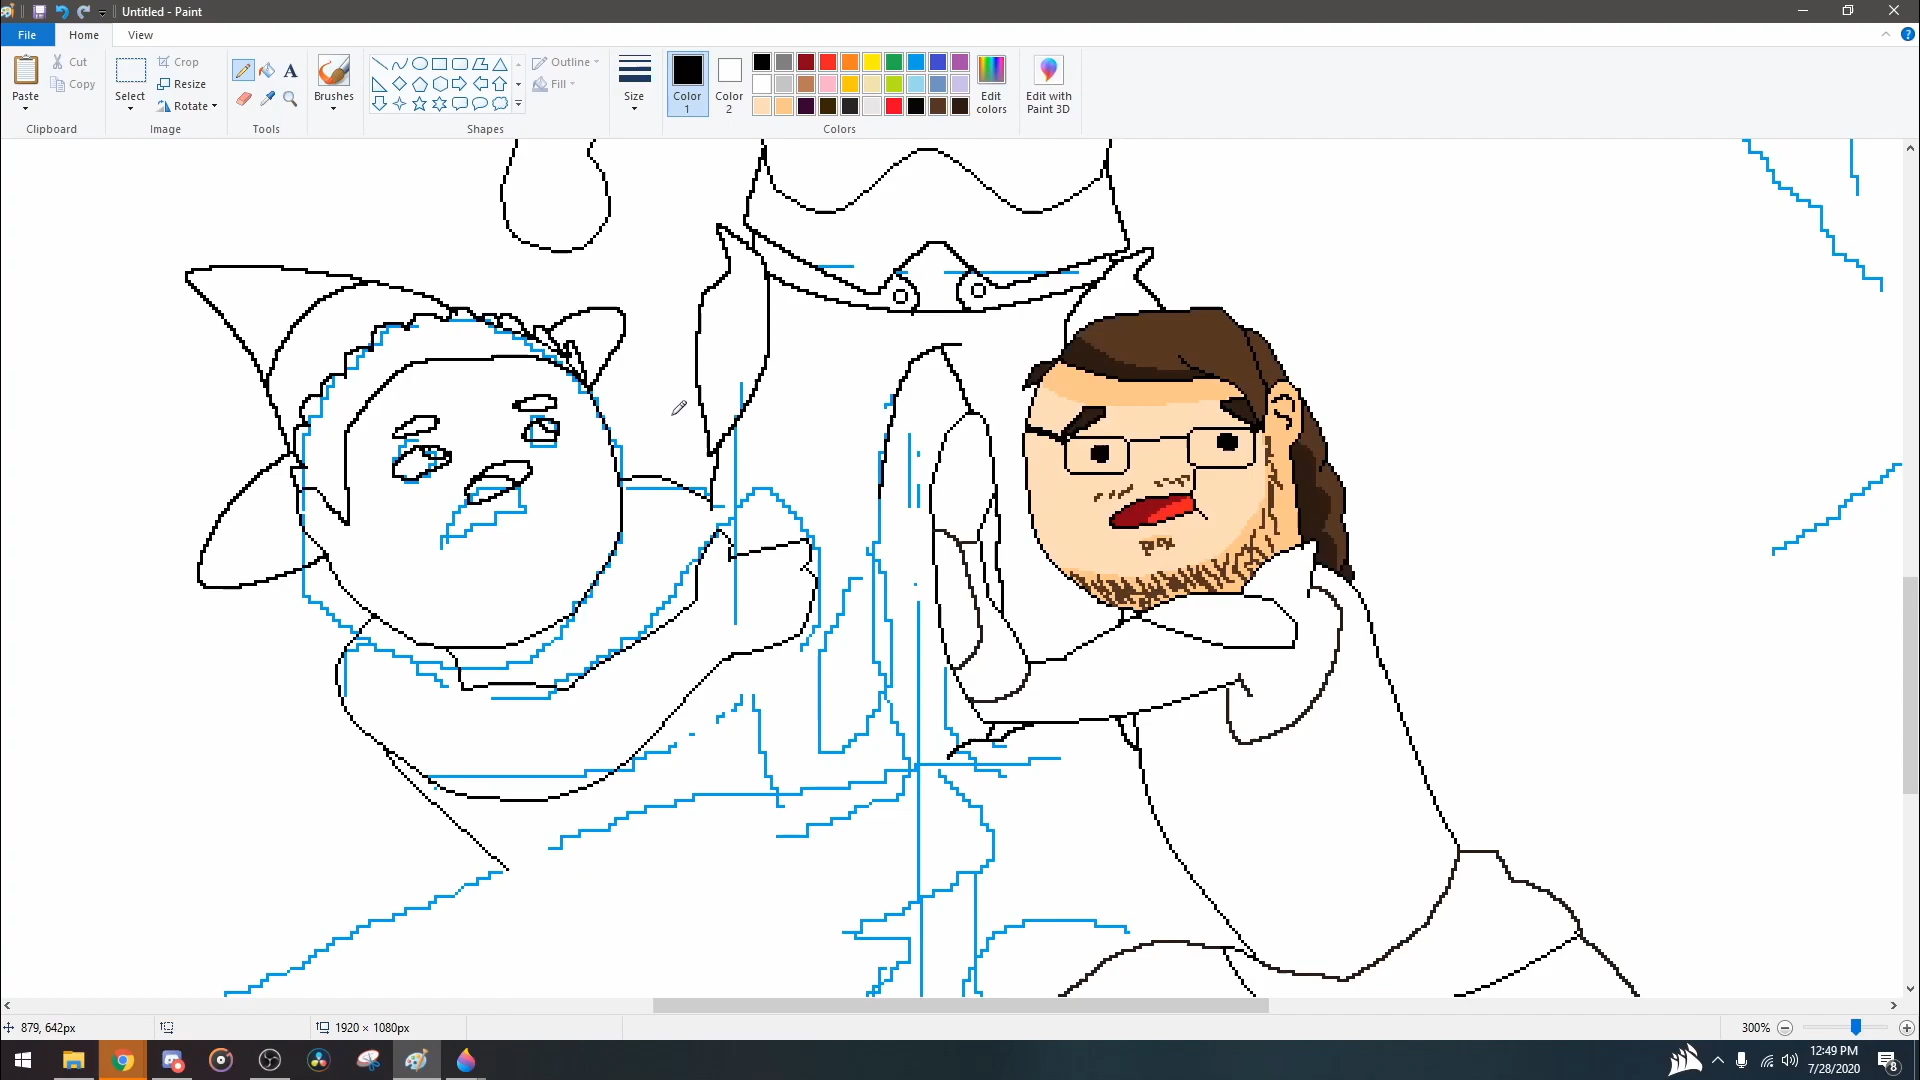 Untitled - Paint
File
Home
View
Paste
Cut
Copy
Clipboard
Select
Crop
Resize
Rotate
Image
A
Tools
Brushes
Outline
Fill
Shapes
Size
Color 1
Color 2
Edit colors
Edit with Paint 3D
Colors
879, 642px
1920 × 1080px
300%
12:49 PM
7/28/2020
8